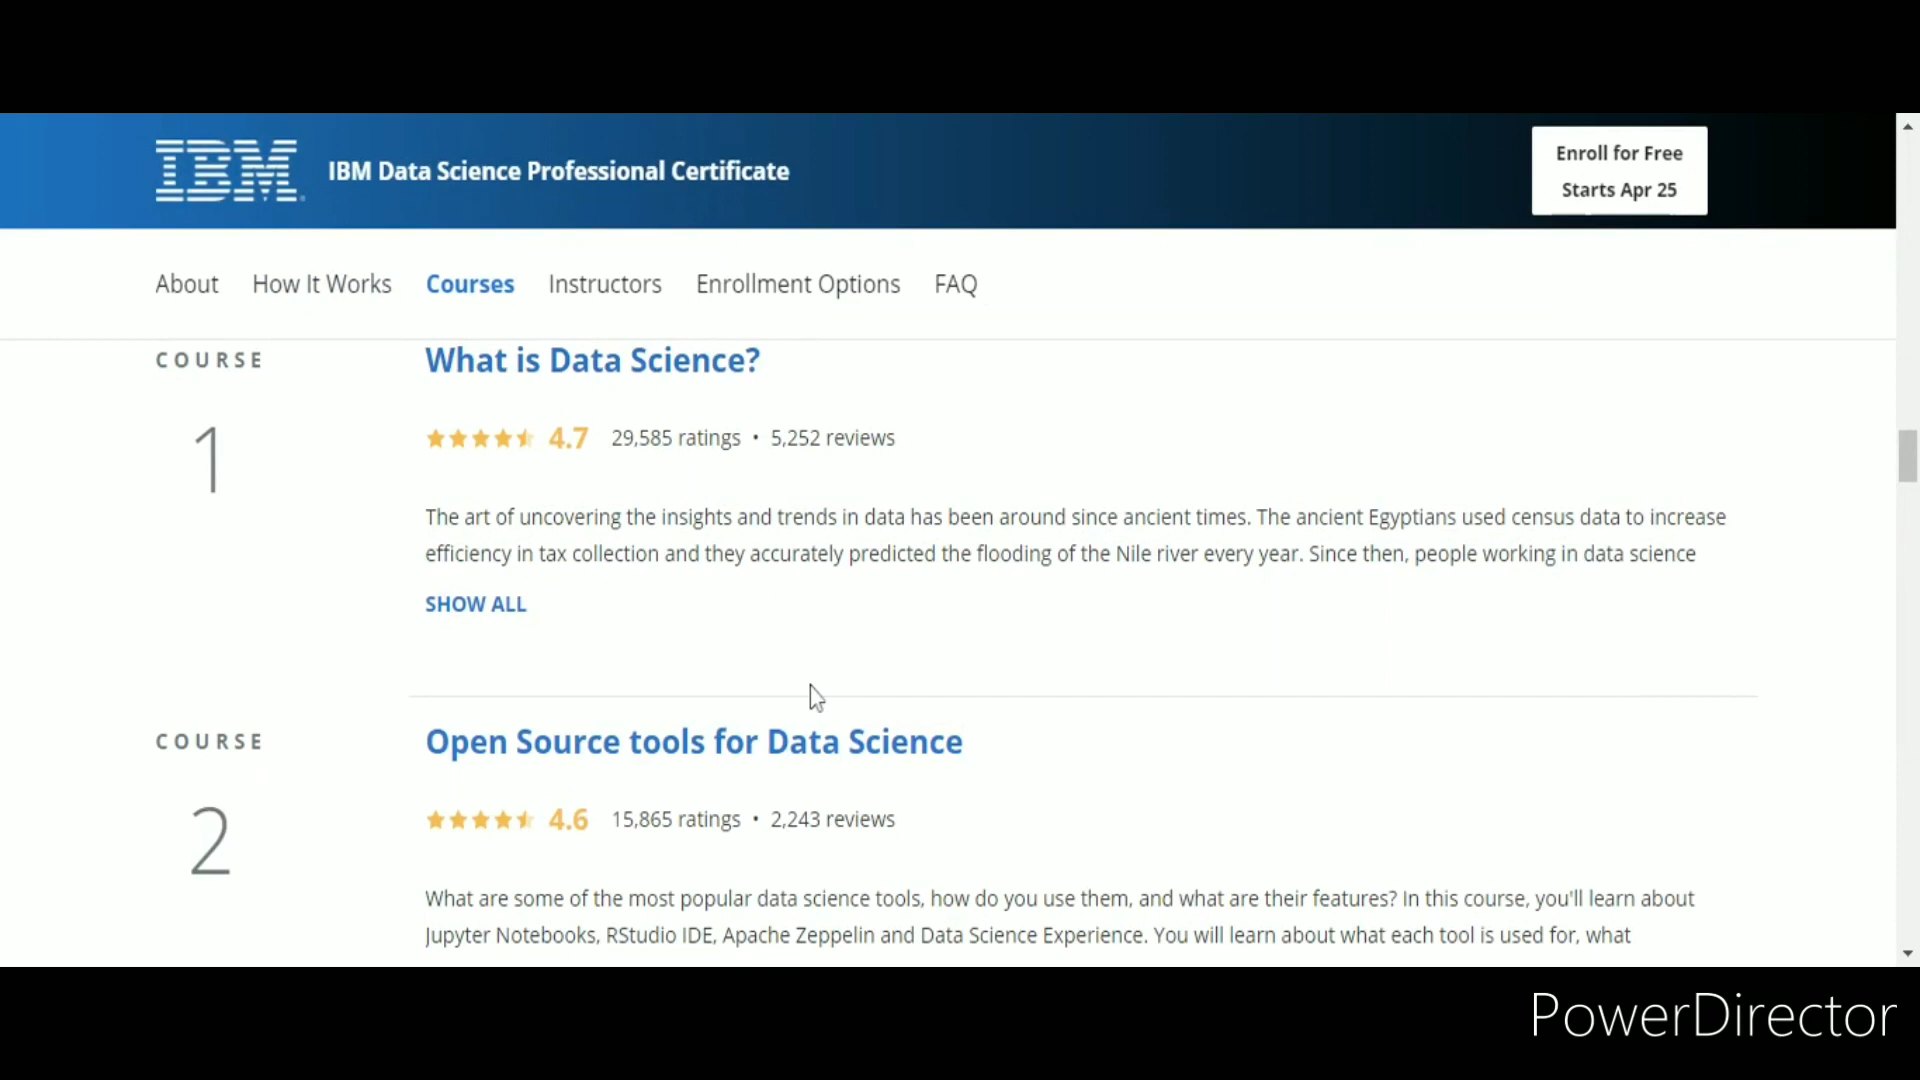 IBM
IBM Data Science Professional Certificate
Enroll for Free
Starts Apr 25
About How It Works Courses Instructors Enrollment Options FAQ
COURSE
1
What is Data Science?
4.7 29,585 ratings • 5,252 reviews
The art of uncovering the insights and trends in data has been around since ancient times. The ancient Egyptians used census data to increase
efficiency in tax collection and they accurately predicted the flooding of the Nile river every year. Since then, people working in data science
SHOW ALL
COURSE
2
Open Source tools for Data Science
4.6 15,865 ratings • 2,243 reviews
What are some of the most popular data science tools, how do you use them, and what are their features? In this course, you'll learn about
Jupyter Notebooks, RStudio IDE, Apache Zeppelin and Data Science Experience. You will learn about what each tool is used for, what
PowerDirector